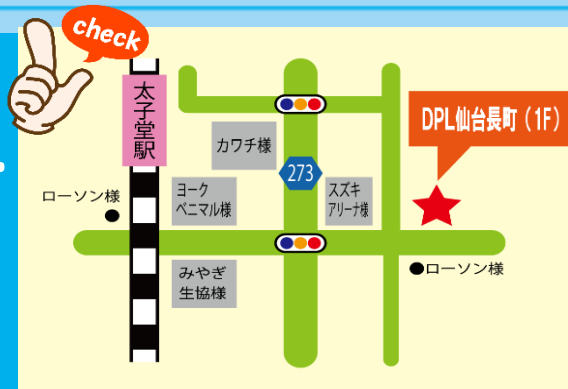 check
太子堂駅
カワチ様
DPL仙台長町（1F）
273
ローソン様
ヨーク
ベニマル様
スズキ
アリーナ様
みやぎ
生協様
ローソン様